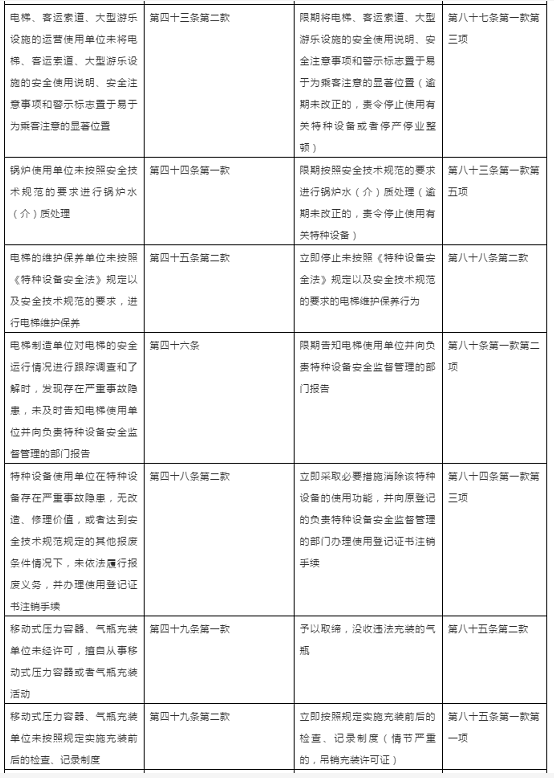 电梯、客运索道、大型游乐
设施的运营使用单位未将电
梯、客运索道、大型游乐设
施的安全使用说明、安全注
意事项和警示标志置于易于
为乘客注意的显著位置
第四十三条第二款
限期将电梯、客运索道、大型
游乐设施的安全使用说明、安
全注意事项和警示标志置于易
于为乘客注意的显著位置（逾
期未改正的，责令停止使用有
关特种设备或者停产停业整
顿）
第八十七条第一款第
三项
锅炉使用单位未按照安全技
术规范的要求进行锅炉水
（介）质处理
第四十四条第一款
限期按照安全技术规范的要求
进行锅炉水（介）质处理（逾
期未改正的，责令停止使用有
关特种设备）
第八十三条第一款第
五项
电梯的维护保养单位未按照
《特种设备安全法》规定以
及安全技术规范的要求，进
行电梯维护保养
第四十五条第二款
立即停止未按照《特种设备安
全法》规定以及安全技术规范
的要求的电梯维护保养行为
第八十八条第二款
电梯制造单位对电梯的安全
运行情况进行跟踪调查和了
解时，发现存在严重事故隐
患，未及时告知电梯使用单
位并向负责特种设备安全监
督管理的部门报告
第四十六条
限期告知电梯使用单位并向负
责特种设备安全监督管理的部
门报告
第八十条第一款第二
项
特种设备使用单位在特种设
备存在严重事故隐患，无改
造、修理价值，或者达到安
全技术规范规定的其他报废
条件情况下，未依法履行报
废义务，并办理使用登记证
书注销手续
第四十八条第二款
立即采取必要措施消除该特种
设备的使用功能，并向原登记
的负责特种设备安全监督管理
的部门办理使用登记证书注销
手续
第八十四条第一款第
三项
移动式压力容器、气瓶充装
单位未经许可，擅自从事移
动式压力容器或者气瓶充装
活动
第四十九条第一款
予以取缔，没收违法充装的气
瓶
第八十五条第二款
移动式压力容器、气瓶充装
单位未按照规定实施充装前
后的检查、记录制度
第四十九条第二款
立即按照规定实施充装前后的
检查、记录制度（情节严重
的，吊销充装许可证）
第八十五条第一款第
一项